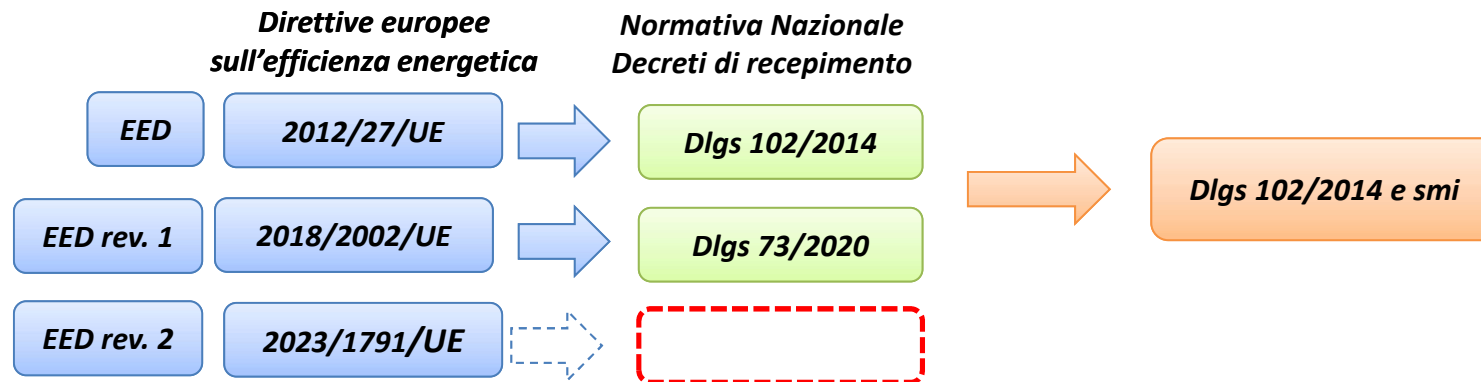 Direttive europee
sull'efficienza energetica
Normativa Nazionale
Decreti di recepimento
EED
2012/27/UE
Dlgs 102/2014
Dlgs 102/2014 e smi
EED rev. 1
2018/2002/UE
Dlgs 73/2020
EED rev. 2
2023/1791/UE